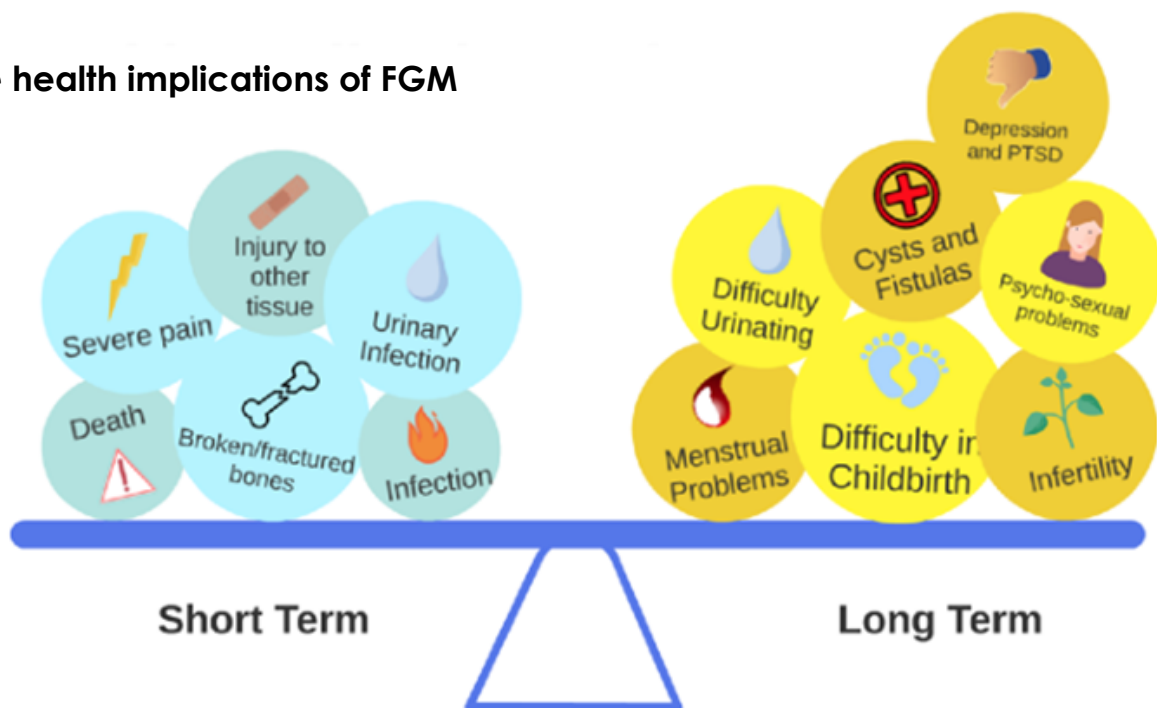 health implications of FGM
Severe pain
Injury to
other
tissue
Urinary
Infection
Death
Broken/fractured
bones
Infection
Depression
and PTSD
Cysts and
Fistulas
Psycho-sexual
problems
Difficulty
Urinating
Menstrual
Problems
Difficulty in
Childbirth
Infertility
Short Term
Long Term